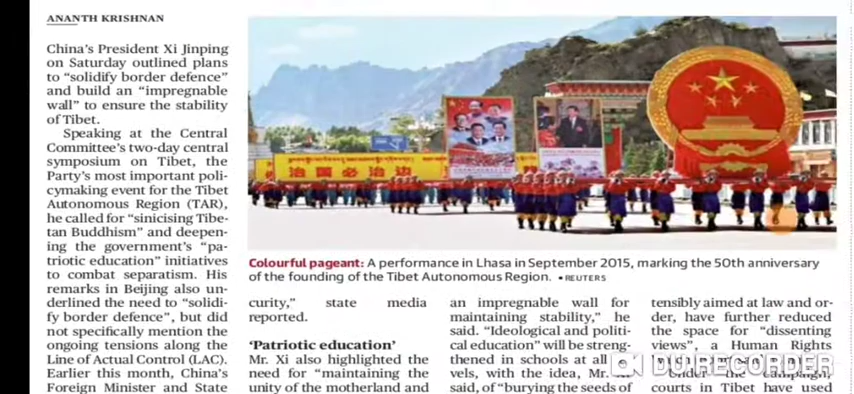 ANANTH KRISHNAN
China's President Xi Jinping
on Saturday outlined plans
to “solidify border defence”
and build an “impregnable
wall” to ensure the stability
of Tibet.
Speaking at the Central
Committee's two-day central
symposium on Tibet, the
Party's most important poli-
cymaking event for the Tibet
Autonomous Region (TAR),
he called for “sinicising Tibe-
tan Buddhism” and deepen-
ing the government's “pa-
triotic education” initiatives
to combat separatism. His
remarks in Beijing also un-
derlined the need to “solidi-
fy border defence”, but did
not specifically mention the
ongoing tensions along the
Line of Actual Control (LAC).
Earlier this month, China's
Foreign Minister and State
治国必治边
Colourful pageant: A performance in Lhasa in September 2015, marking the 50th anniversary
of the founding of the Tibet Autonomous Region. •REUTERS
curity,” state media
reported.
‘Patriotic education’
Mr. Xi also highlighted the
need for “maintaining the
unity of the motherland and
an impregnable wall for
maintaining stability,” he
said. “Ideological and politi-
cal education” will be streng-
thened in schools at all
vels, with the idea, Mr.
said, of “burying the seeds of
tensibly aimed at law and or-
der, have further reduced
the space for “dissenting
views”, a Human Rights
campaign,
courts in Tibet have used
DU RECORDER